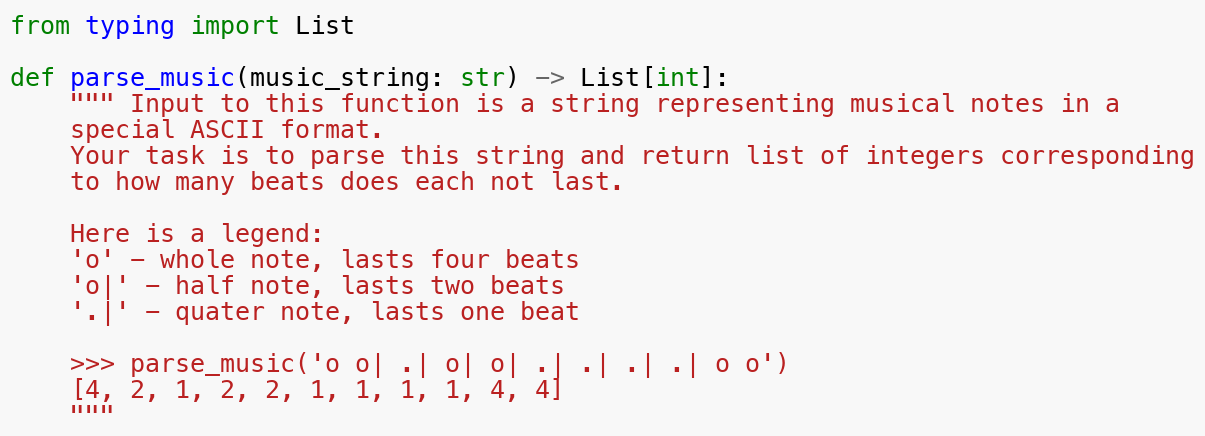 from typing import List

def parse_music(music_string: str) -> List[int]:
    """ Input to this function is a string representing musical notes in a
    special ASCII format.
    Your task is to parse this string and return list of integers corresponding
    to how many beats does each not last.

    Here is a legend:
    'o' - whole note, lasts four beats
    'o|' - half note, lasts two beats
    '.|' - quater note, lasts one beat

    >>> parse_music('o o| .| o| o| .| .| .| .| o o')
    [4, 2, 1, 2, 2, 1, 1, 1, 1, 4, 4]
    """